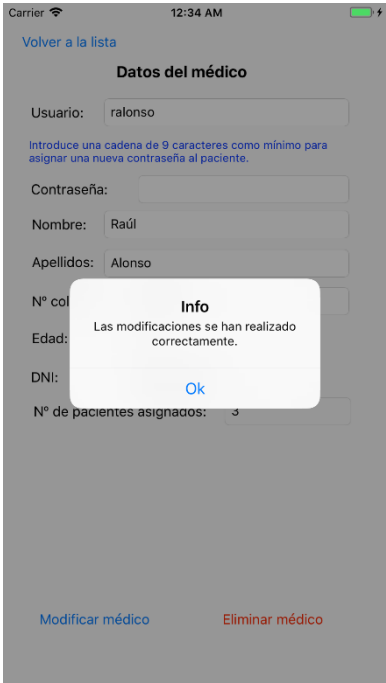 Carrier 12:34 AM
Volver a la lista
Datos del médico
Usuario: ralonso
Introduce una cadena de 9 caracteres como mínimo para
asignar una nueva contraseña al paciente.
Contraseña:
Nombre: Raúl
Apellidos: Alonso
Nº col
Info
Las modificaciones se han realizado
correctamente.
Edad:
DNI:
Ok
Nº de pacientes asignados: 3
Modificar médico Eliminar médico